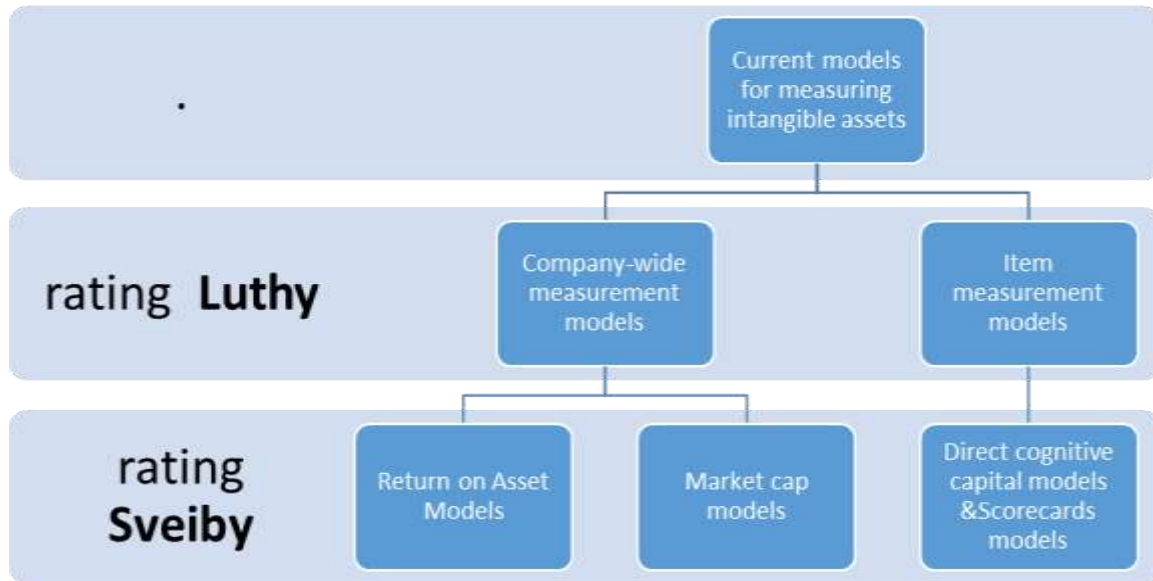 .
Current models
for measuring
intangible assets
rating Luthy
Company-wide
measurement
models
Item
measurement
models
rating
Sveiby
Return on Asset
Models
Market cap
models
Direct cognitive
capital models
&Scorecards
models